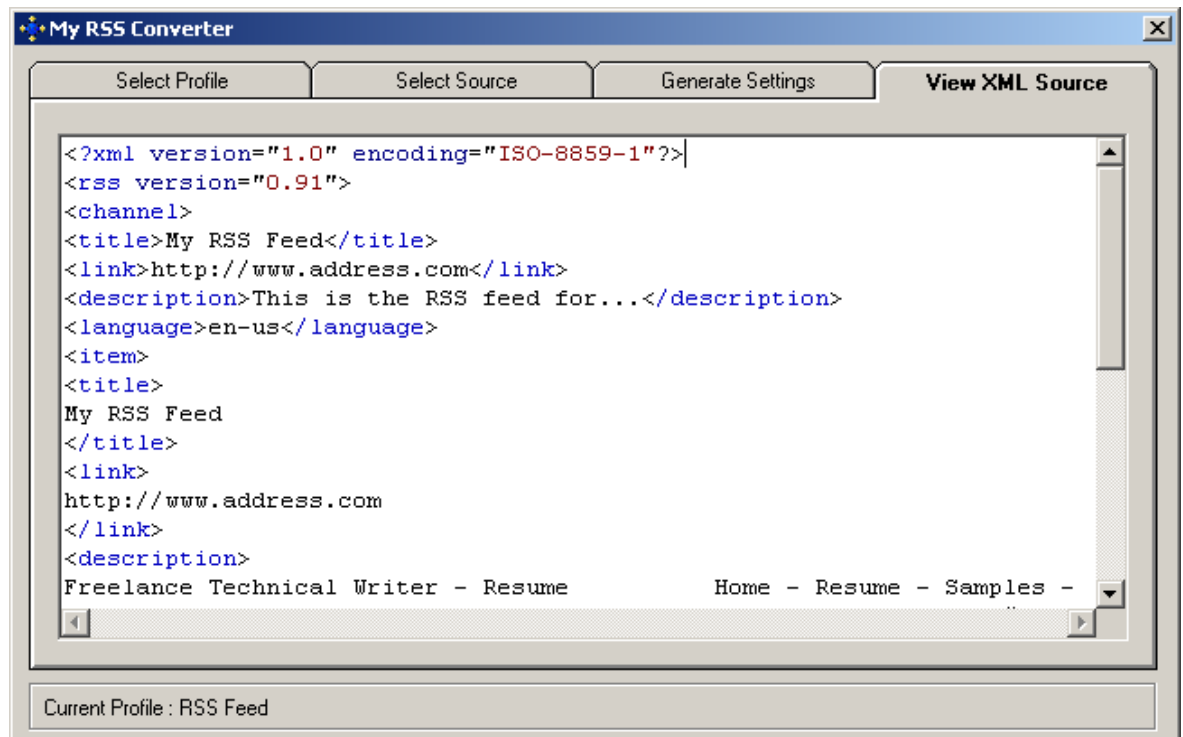 My RSS Converter
Select Profile Select Source Generate Settings View XML Source
<?xml version="1.0" encoding="ISO-8859-1"?>
<rss version="0.91">
<channel>
<title>My RSS Feed</title>
<link>http://www.address.com</link>
<description>This is the RSS feed for...</description>
<language>en-us</language>
<item>
<title>
My RSS Feed
</title>
<link>
http://www.address.com
</link>
<description>
Freelance Technical Writer - Resume Home - Resume - Samples -
Current Profile : RSS Feed